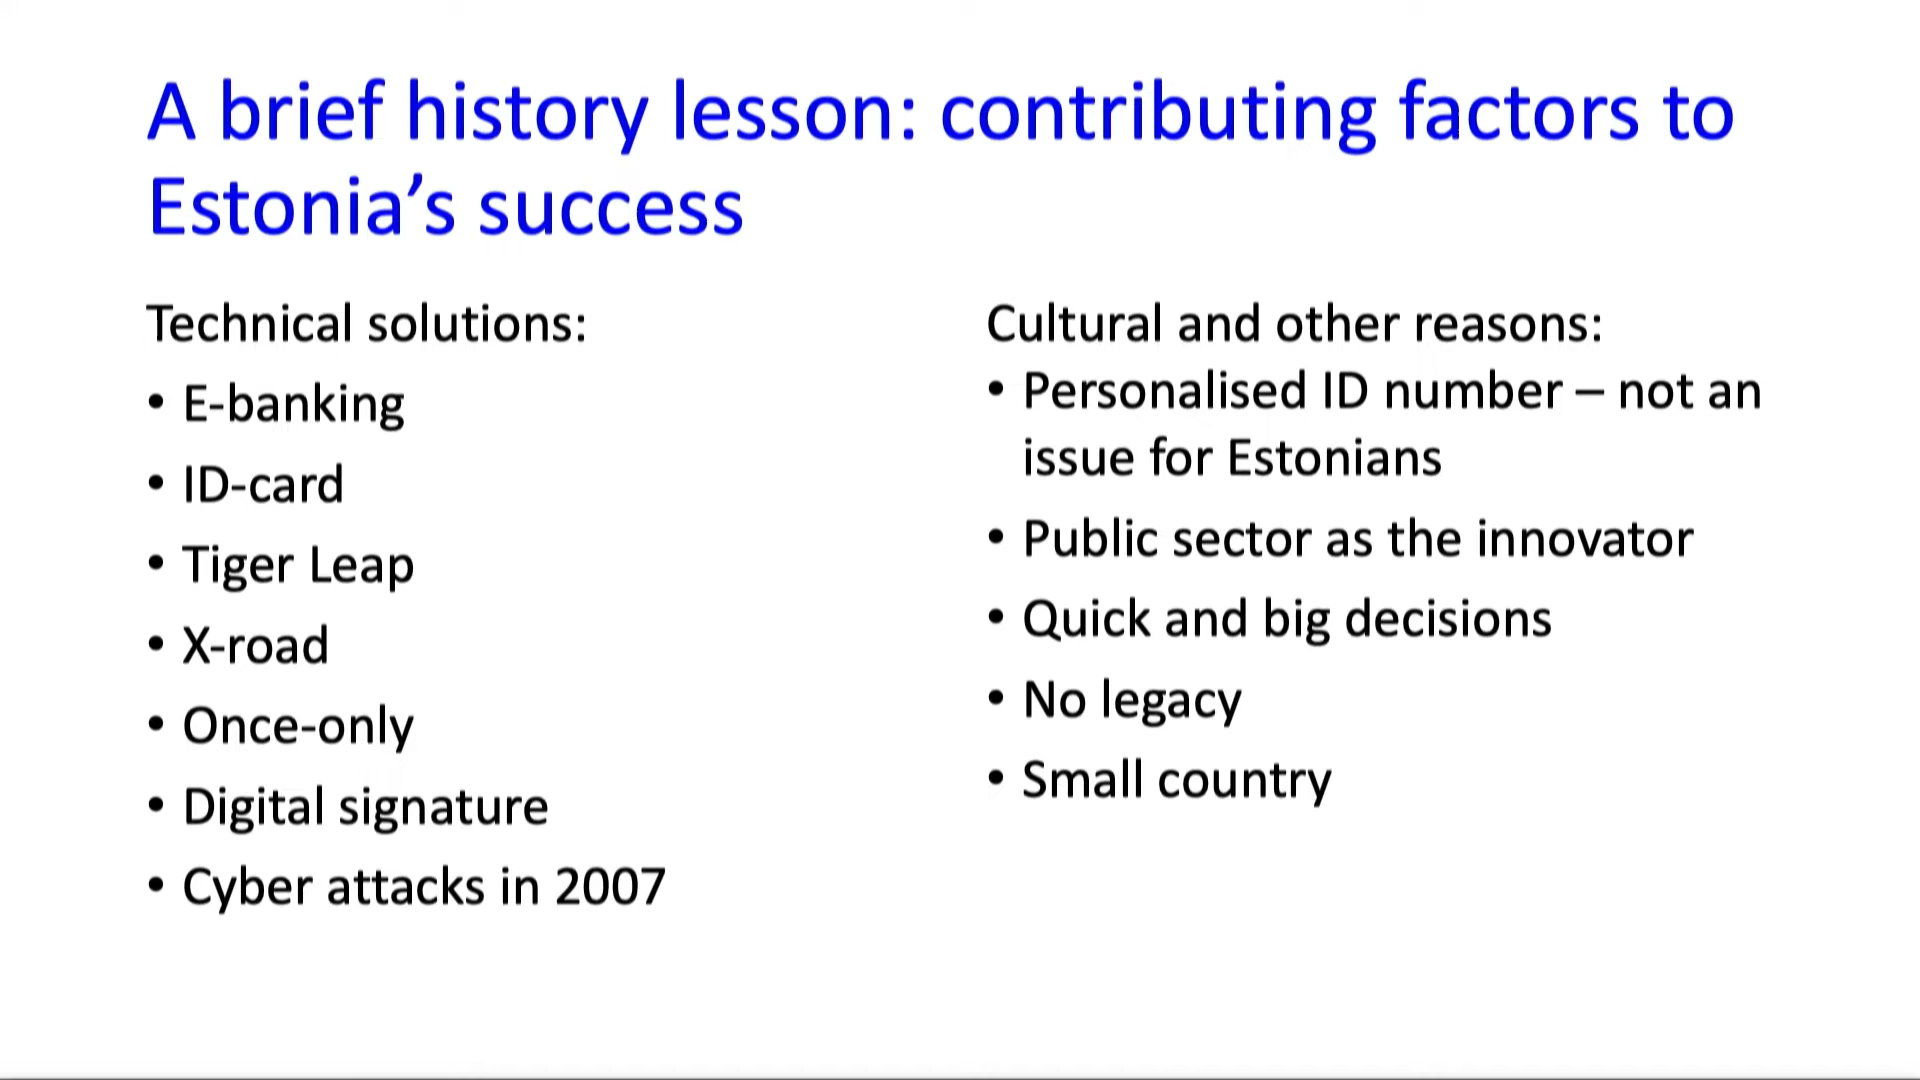 A brief history lesson: contributing factors to
Estonia’s success
Technical solutions:
• E-banking
• ID-card
• Tiger Leap
• X-road
• Once-only
• Digital signature
• Cyber attacks in 2007
Cultural and other reasons:
• Personalised ID number – not an
issue for Estonians
• Public sector as the innovator
• Quick and big decisions
• No legacy
• Small country